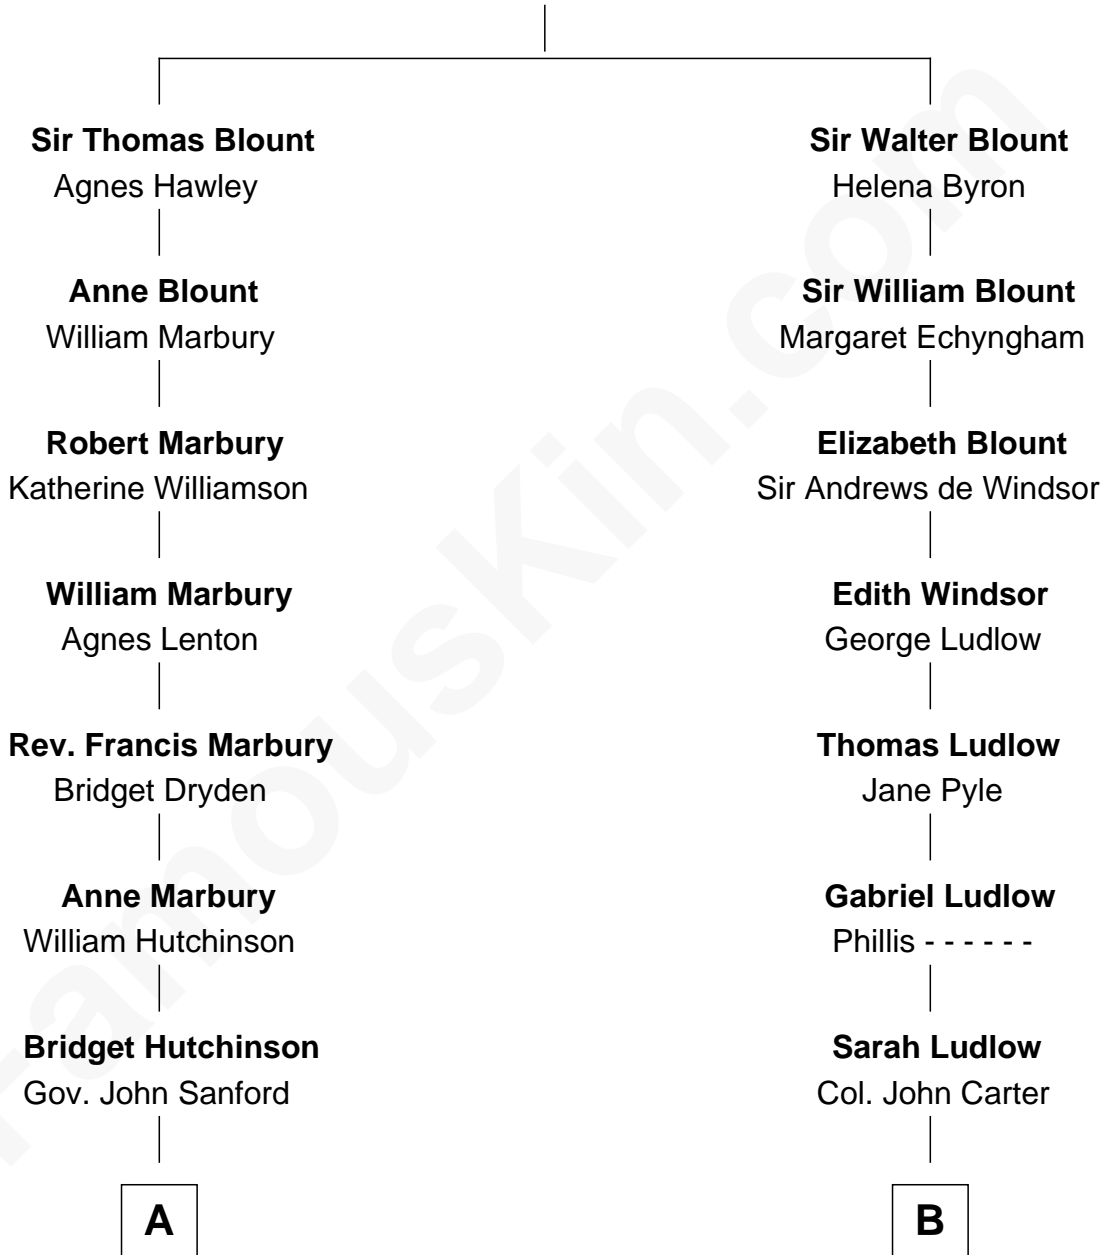 Sir Thomas Blount
Agnes Hawley
Anne Blount
William Marbury
Robert Marbury
Katherine Williamson
William Marbury
Agnes Lenton
Rev. Francis Marbury
Bridget Dryden
Anne Marbury
William Hutchinson
Bridget Hutchinson
Gov. John Sanford
A
Sir Walter Blount
Helena Byron
Sir William Blount
Margaret Echyngham
Elizabeth Blount
Sir Andrews de Windsor
Edith Windsor
George Ludlow
Thomas Ludlow
Jane Pyle
Gabriel Ludlow
Phillis - - - - - -
Sarah Ludlow
Col. John Carter
B
FamousKin.com